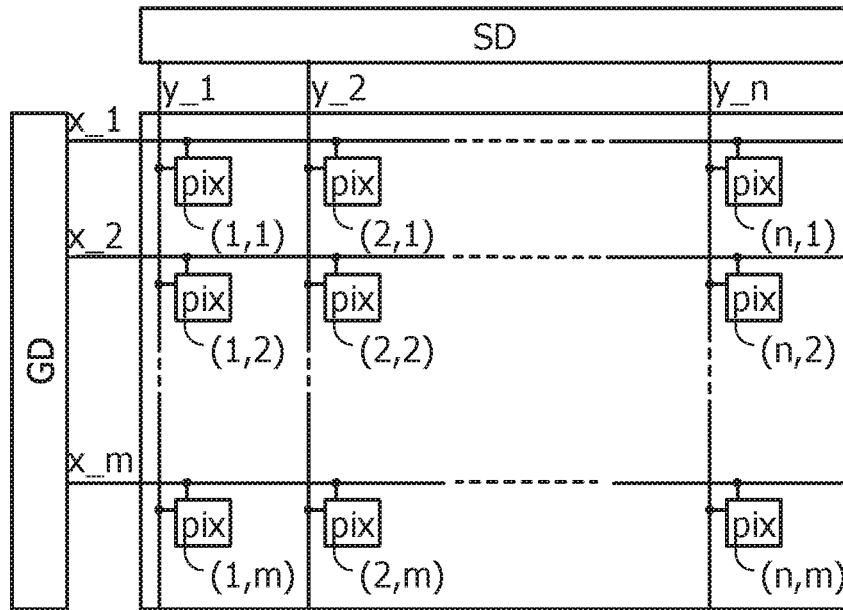 SD
y_1 y_2 y_n
x_1
pix pix pix
(1,1) (2,1) (n,1)
x_2
pix pix pix
(1,2) (2,2) (n,2)
GD
x_m
pix pix pix
(1,m) (2,m) (n,m)